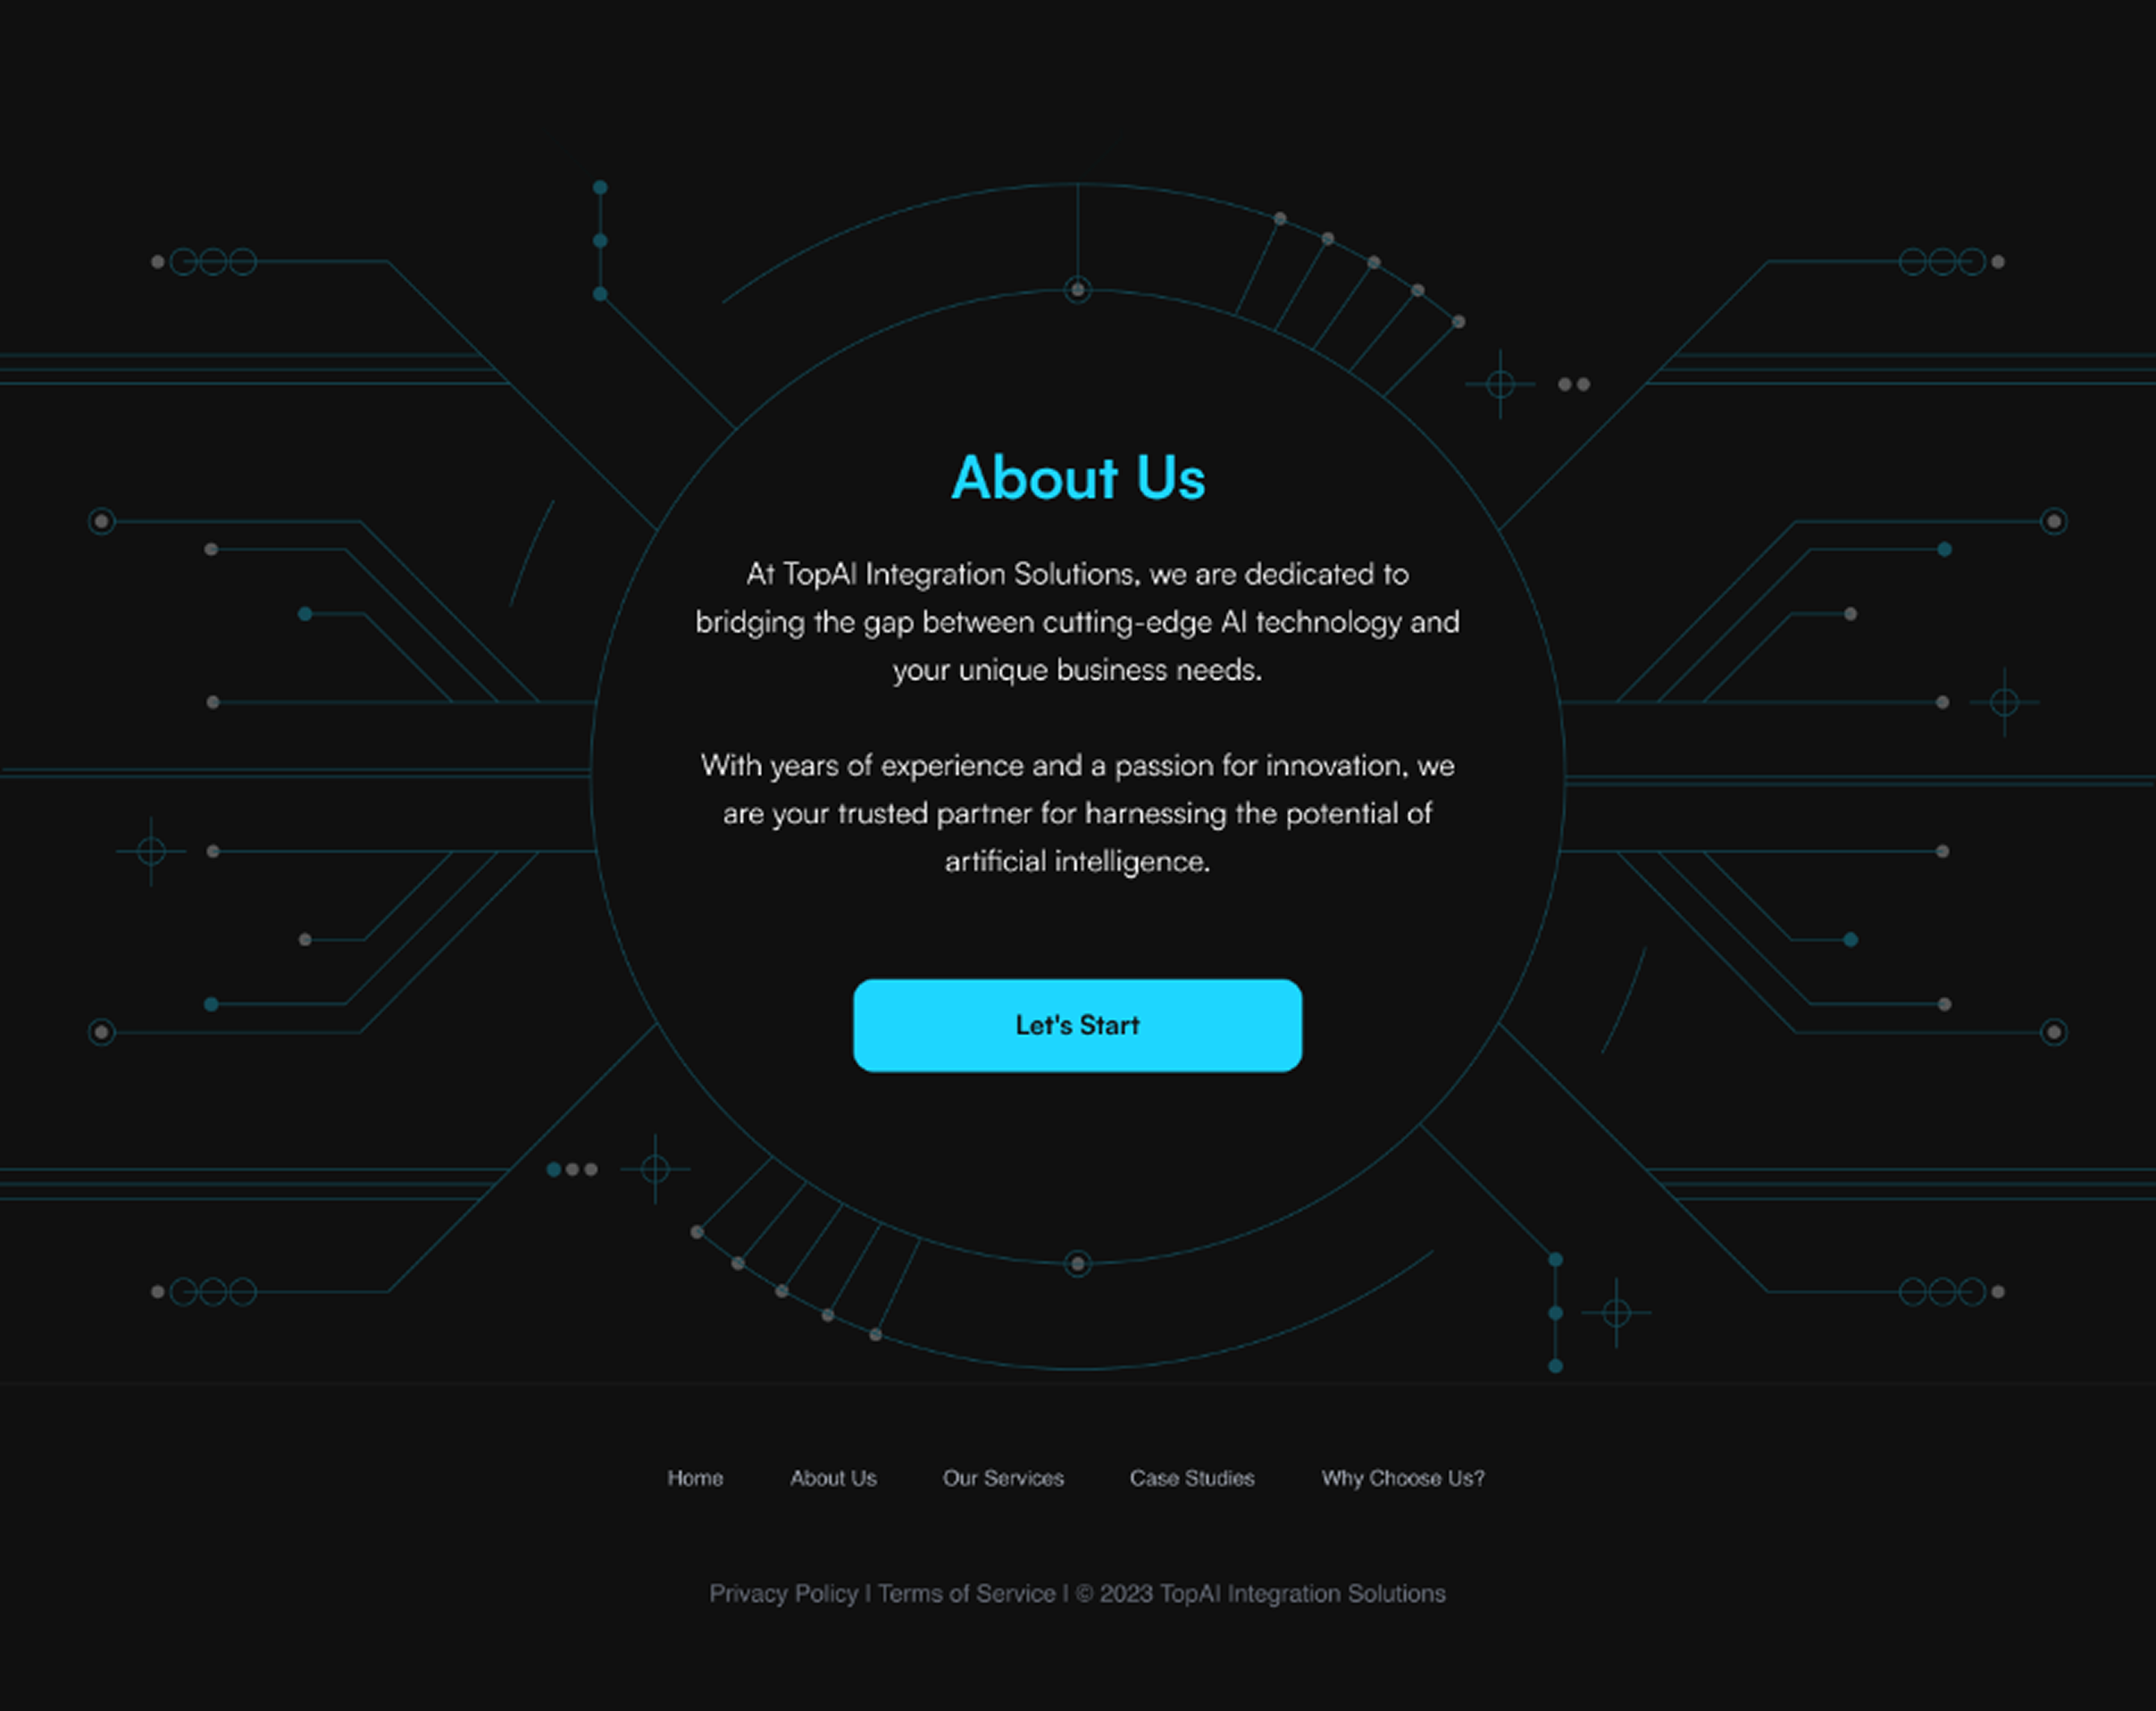 About Us
At TopAI Integration Solutions, we are dedicated to
bridging the gap between cutting-edge AI technology and
your unique business needs.
With years of experience and a passion for innovation, we
are your trusted partner for harnessing the potential of
artificial intelligence.
Let's Start
Home About Us Our Services Case Studies Why Choose Us?
Privacy Policy | Terms of Service | © 2023 TopAI Integration Solutions